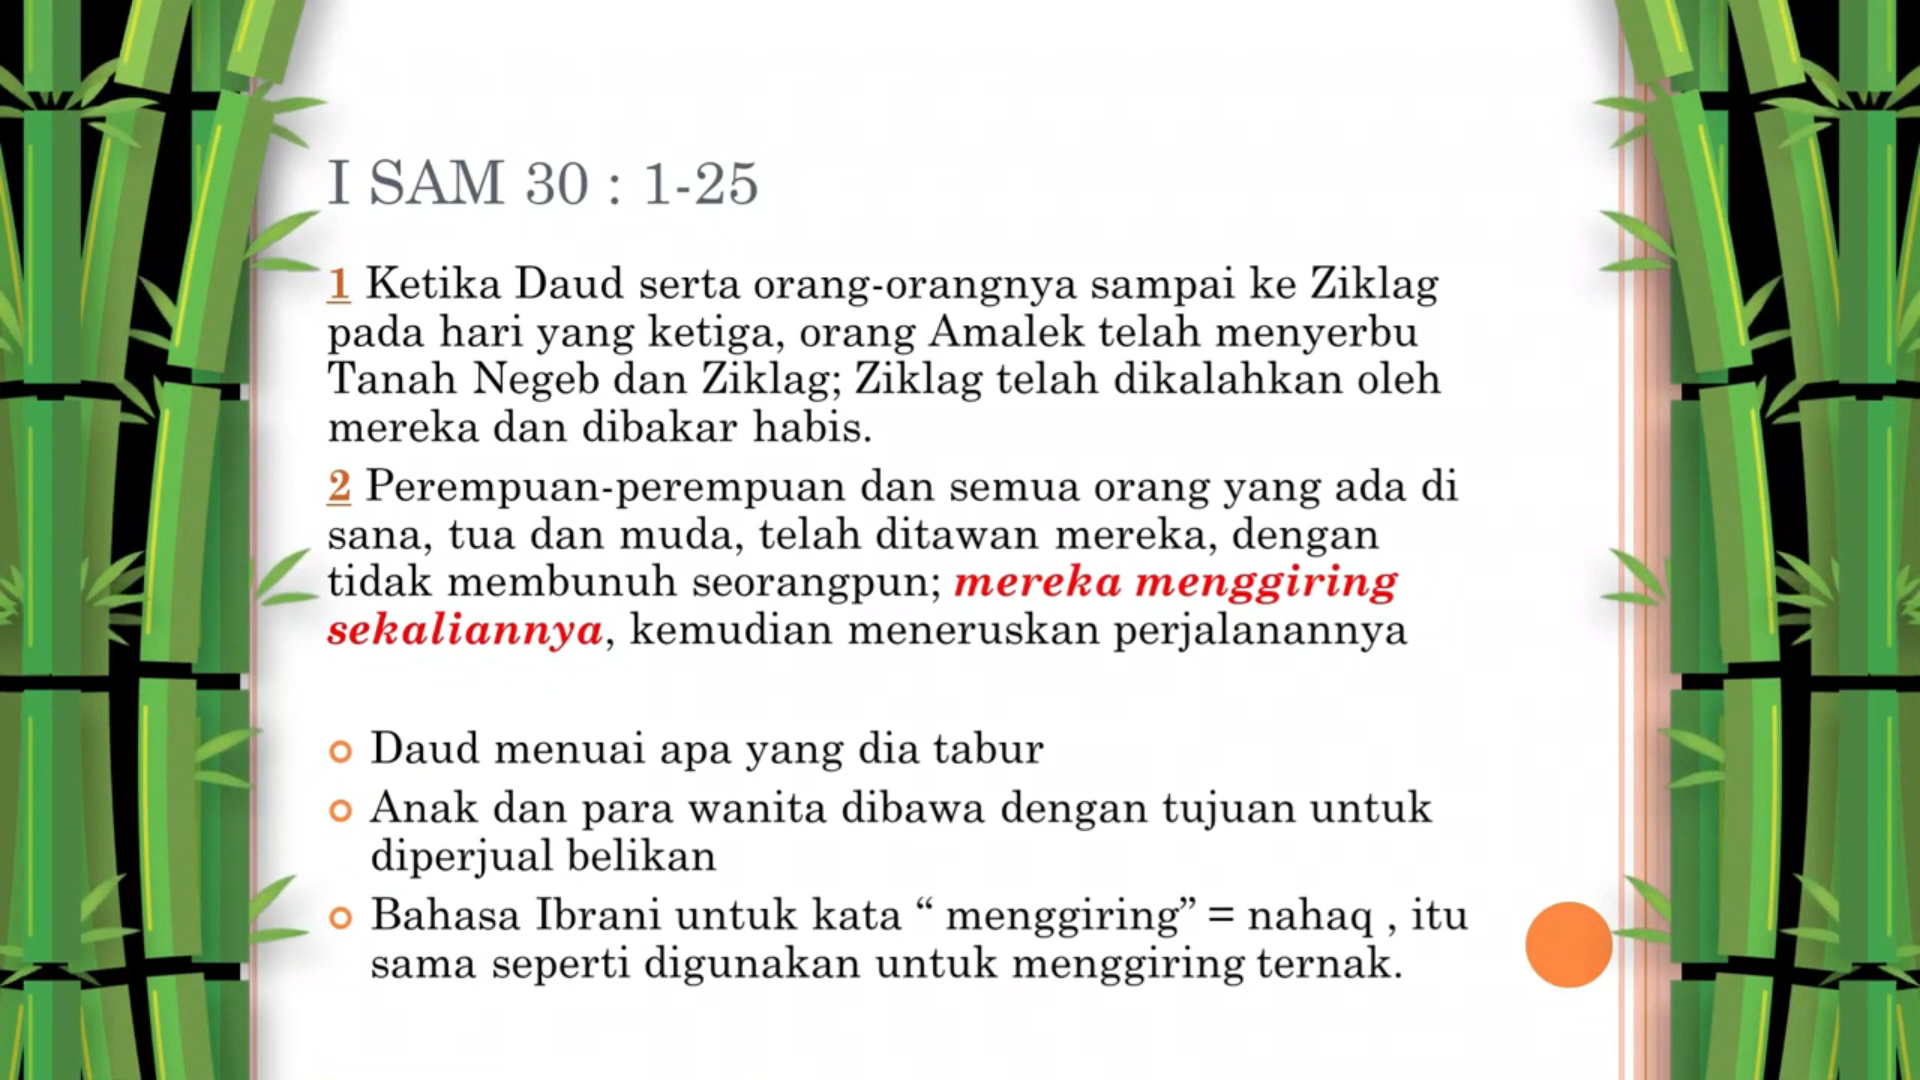 I SAM 30 : 1-25
1 Ketika Daud serta orang-orangnya sampai ke Ziklag
pada hari yang ketiga, orang Amalek telah menyerbu
Tanah Negeb dan Ziklag; Ziklag telah dikalahkan oleh
mereka dan dibakar habis.
2 Perempuan-perempuan dan semua orang yang ada di
sana, tua dan muda, telah ditawan mereka, dengan
tidak membunuh seorangpun; mereka menggiring
sekaliannya, kemudian meneruskan perjalanannya
Daud menuai apa yang dia tabur
Anak dan para wanita dibawa dengan tujuan untuk
diperjual belikan
Bahasa Ibrani untuk kata “ menggiring” = nahaq , itu
sama seperti digunakan untuk menggiring ternak.